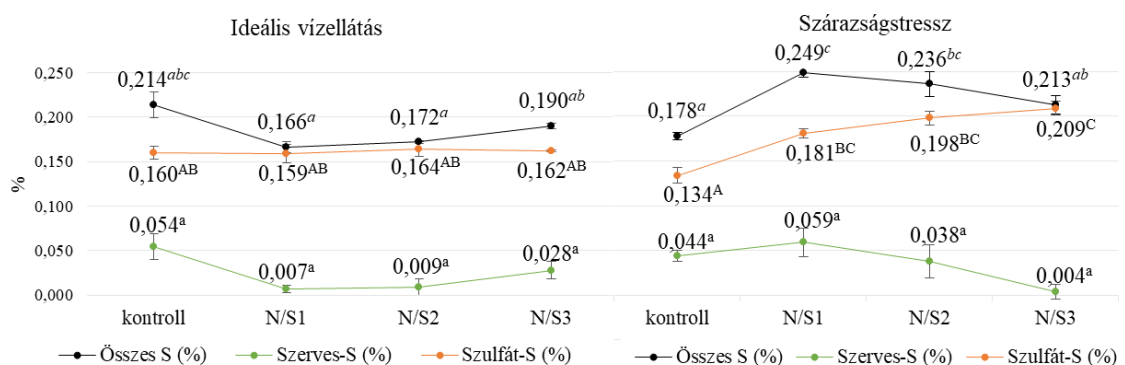 Ideális vízellátás
0,250
0,200
0,150
0,100
0,050
0,000
%
0,214abc
0,166a
0,172a
0,190ab
0,160AB
0,159AB
0,164AB
0,162AB
0,054a
0,007a
0,009a
0,028a
kontroll N/S1 N/S2 N/S3
Összes S (%) Szerves-S (%) Szulfát-S (%)
Szárazságtressz
0,178a
0,249c
0,236bc
0,213ab
0,134A
0,181BC
0,198BC
0,209C
0,044a
0,059a
0,038a
0,004a
kontroll N/S1 N/S2 N/S3
Összes S (%) Szerves-S (%) Szulfát-S (%)